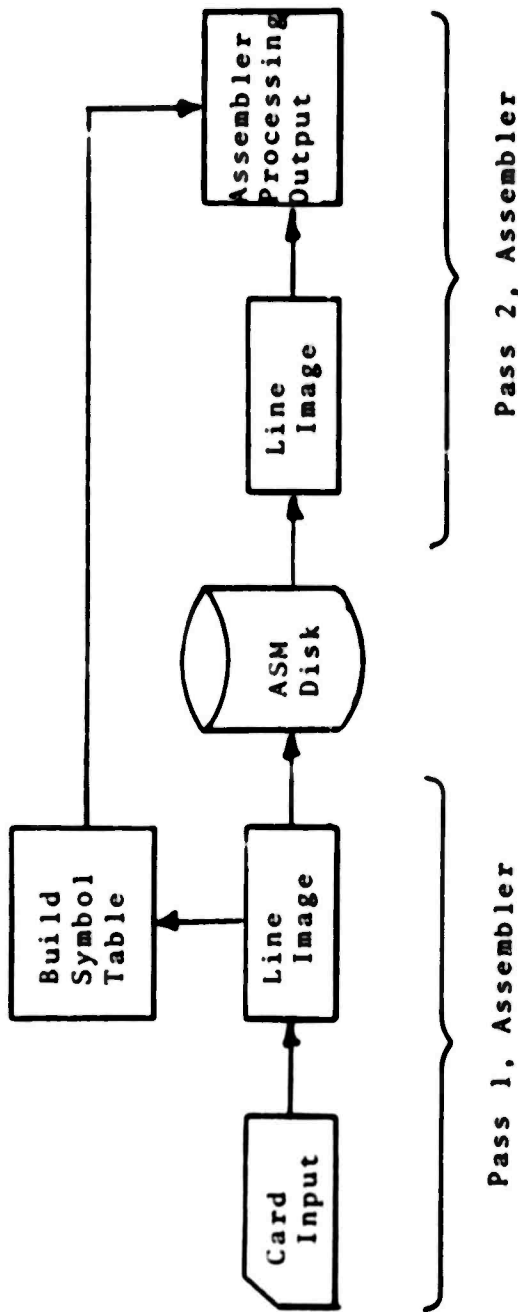 Build
Symbol
Table
Card
Input
Line
Image
ASM
Disk
Line
Image
Assembler
Processing
Output
Pass 1, Assembler
Pass 2, Assembler